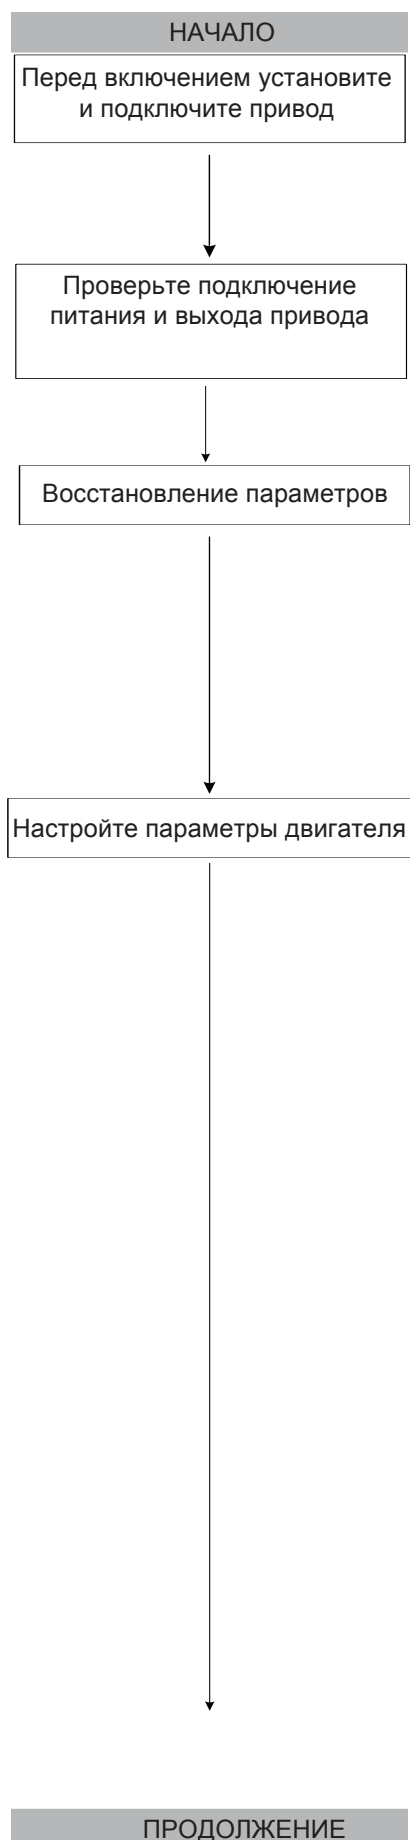 НАЧАЛО
Перед включением установите
и подключите привод
Проверьте подключение
питания и выхода привода
Восстановление параметров
Настройте параметры двигателя
ПРОДОЛЖЕНИЕ